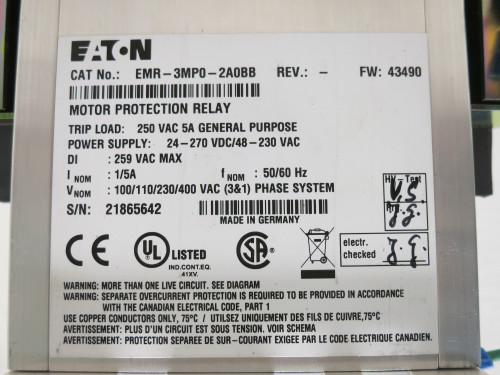 EATON
CAT No.: EMR-3MP0-2A0BB REV.: - FW: 43490
MOTOR PROTECTION RELAY
TRIP LOAD: 250 VAC 5A GENERAL PURPOSE
POWER SUPPLY: 24-270 VDC/48-230 VAC
DI : 259 VAC MAX
I NOM : 1/5A f NOM : 50/60 Hz
V NOM : 100/110/230/400 VAC (3&1) PHASE SYSTEM
HV-Test
V.S
S/N: 21865642
MADE IN GERMANY
J.G.
CE UL LISTED
IND.CONT.EQ.
41XV.
SA
electr. checked J.G.
WARNING: MORE THAN ONE LIVE CIRCUIT. SEE DIAGRAM
WARNING: SEPARATE OVERCURRENT PROTECTION IS REQUIRED TO BE PROVIDED IN ACCORDANCE
WITH THE CANADIAN ELECTRICAL CODE, PART 1
USE COPPER CONDUCTORS ONLY, 75°C / UTILISEZ UNIQUEMENT DES FILS DE CUIVRE,75°C
AVERTISSEMENT: PLUS D'UN CIRCUIT EST SOUS TENSION. VOIR SCHEMA
AVERTISSEMENT: PROTECTION SEPAREE DE SUR-COURANT EXIGEE PAR LE CODE ELECTRIQUE CANADIEN.